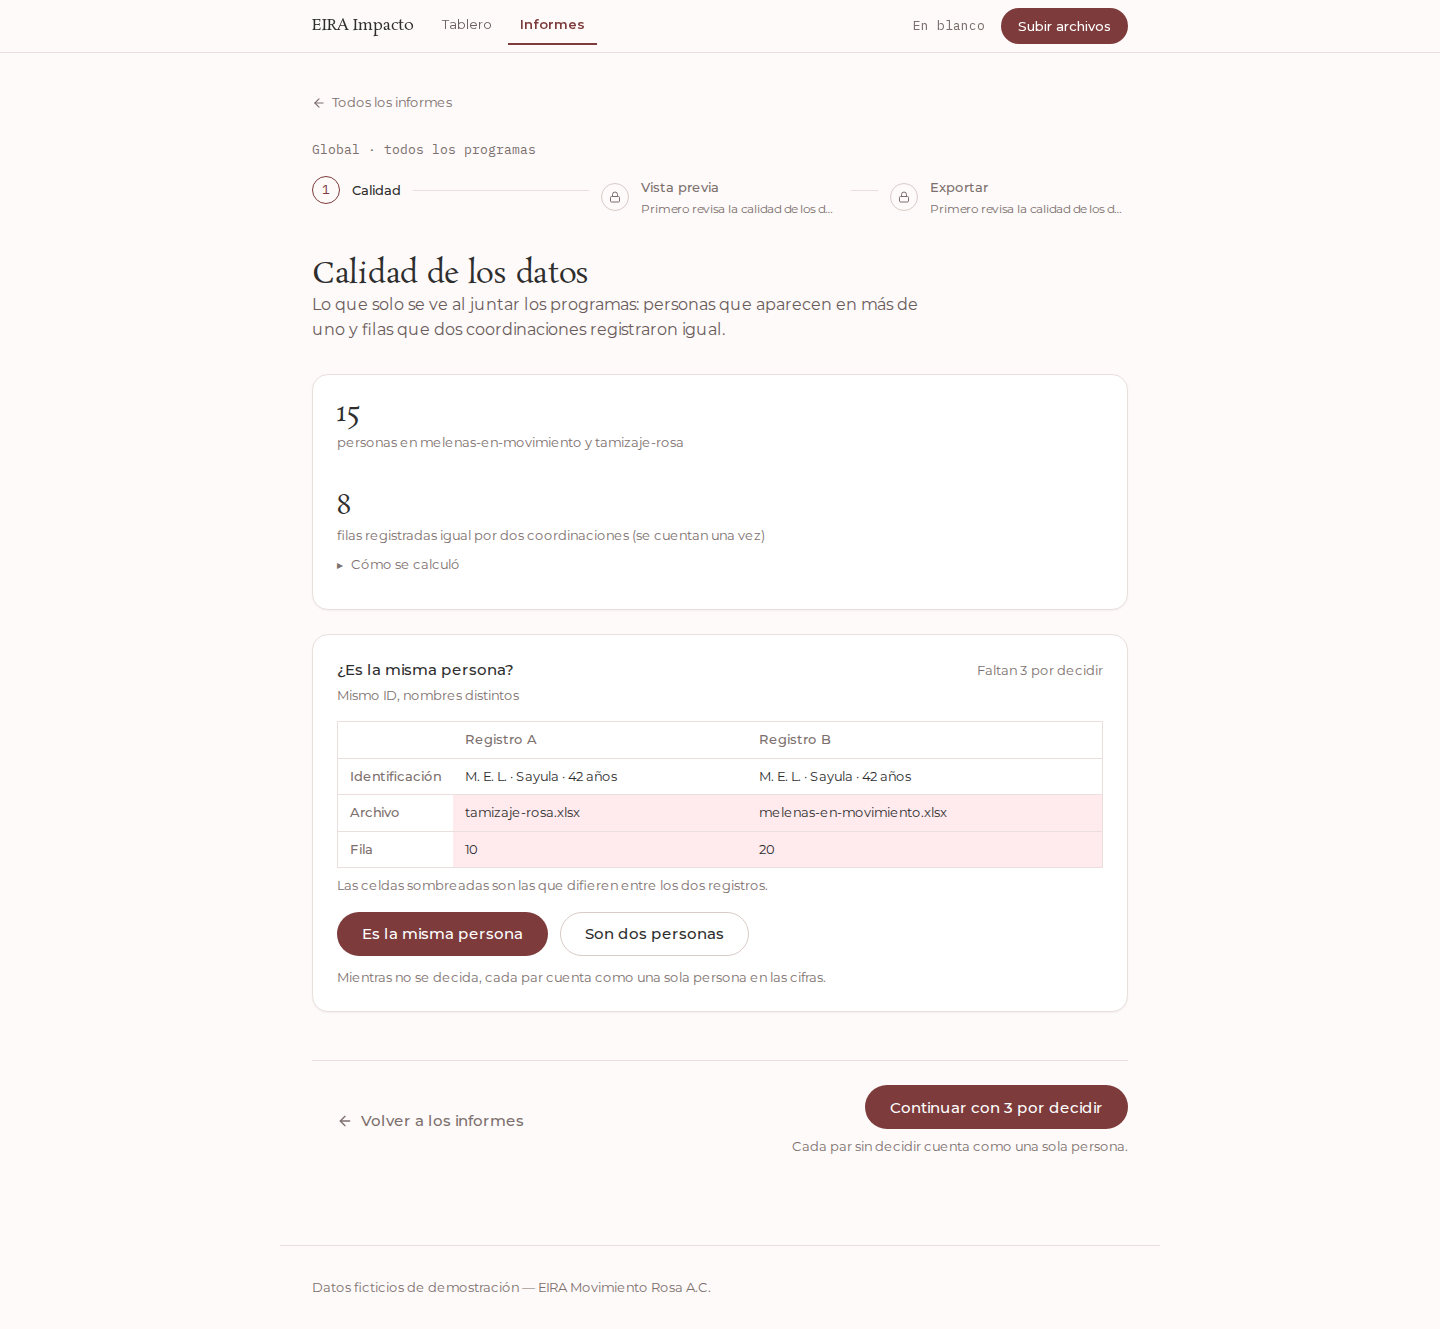 EIRA Impacto Tablero Informes En blanco Subir archivos
← Todos los informes
Global · todos los programas
1 Calidad Vista previa Exportar
Primero revisa la calidad de los d… Primero revisa la calidad de los d…
Calidad de los datos
Lo que solo se ve al juntar los programas: personas que aparecen en más de
uno y filas que dos coordinaciones registraron igual.
15
personas en melenas-en-movimiento y tamizaje-rosa
8
filas registradas igual por dos coordinaciones (se cuentan una vez)
▸ Cómo se calculó
¿Es la misma persona? Faltan 3 por decidir
Mismo ID, nombres distintos
Registro A Registro B
Identificación M. E. L. · Sayula · 42 años M. E. L. · Sayula · 42 años
Archivo tamizaje-rosa.xlsx melenas-en-movimiento.xlsx
Fila 10 20
Las celdas sombreadas son las que difieren entre los dos registros.
Es la misma persona Son dos personas
Mientras no se decida, cada par cuenta como una sola persona en las cifras.
← Volver a los informes Continuar con 3 por decidir
Cada par sin decidir cuenta como una sola persona.
Datos ficticios de demostración — EIRA Movimiento Rosa A.C.